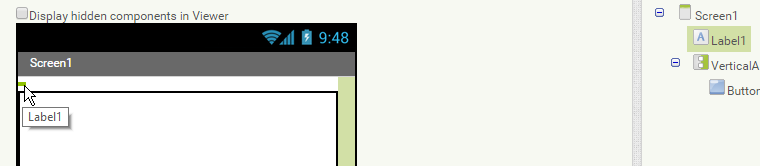 Display hidden components in Viewer
9:48
Screen1
Label1
Screen1
A Label1
VerticalA
Button